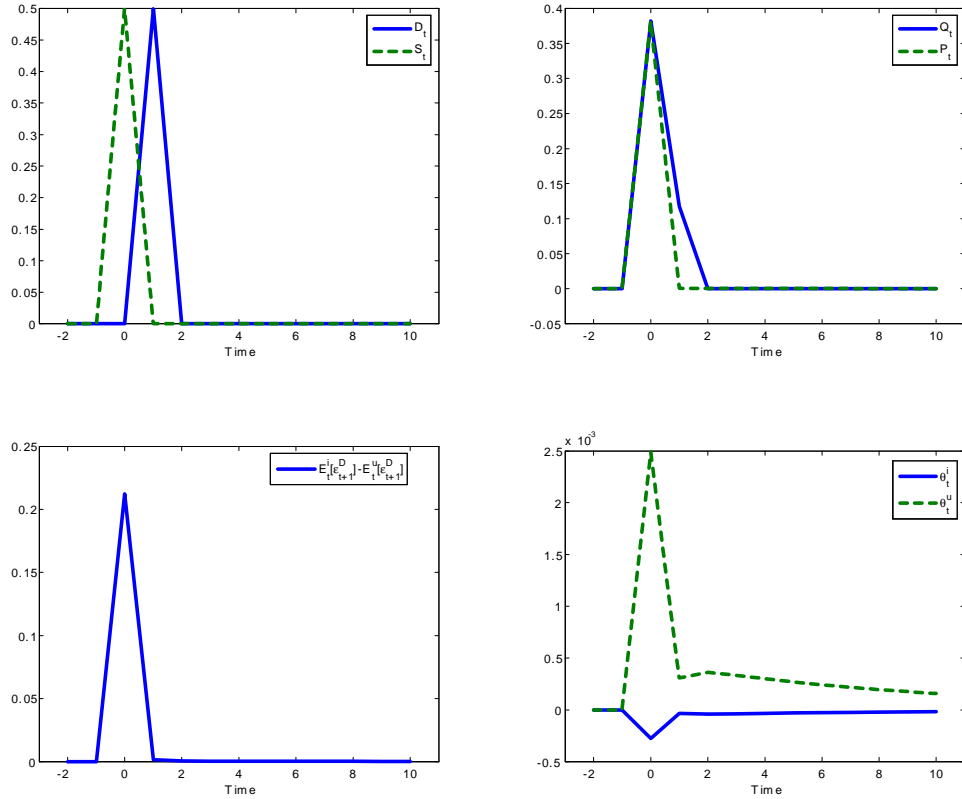 0.5
0.45
0.4
0.35
0.3
0.25
0.2
0.15
0.1
0.05
0
-2 0 2 4 6 8 10
Time
D_t
S_t
0.4
0.35
0.3
0.25
0.2
0.15
0.1
0.05
0
-0.05
-2 0 2 4 6 8 10
Time
Q_t
P_t
0.25
0.2
0.15
0.1
0.05
0
-2 0 2 4 6 8 10
Time
E_t^i[ε_{t+1}^D]-E_t^u[ε_{t+1}^D]
x 10^-3
2.5
2
1.5
1
0.5
0
-0.5
-2 0 2 4 6 8 10
Time
θ_t^i
θ_t^u